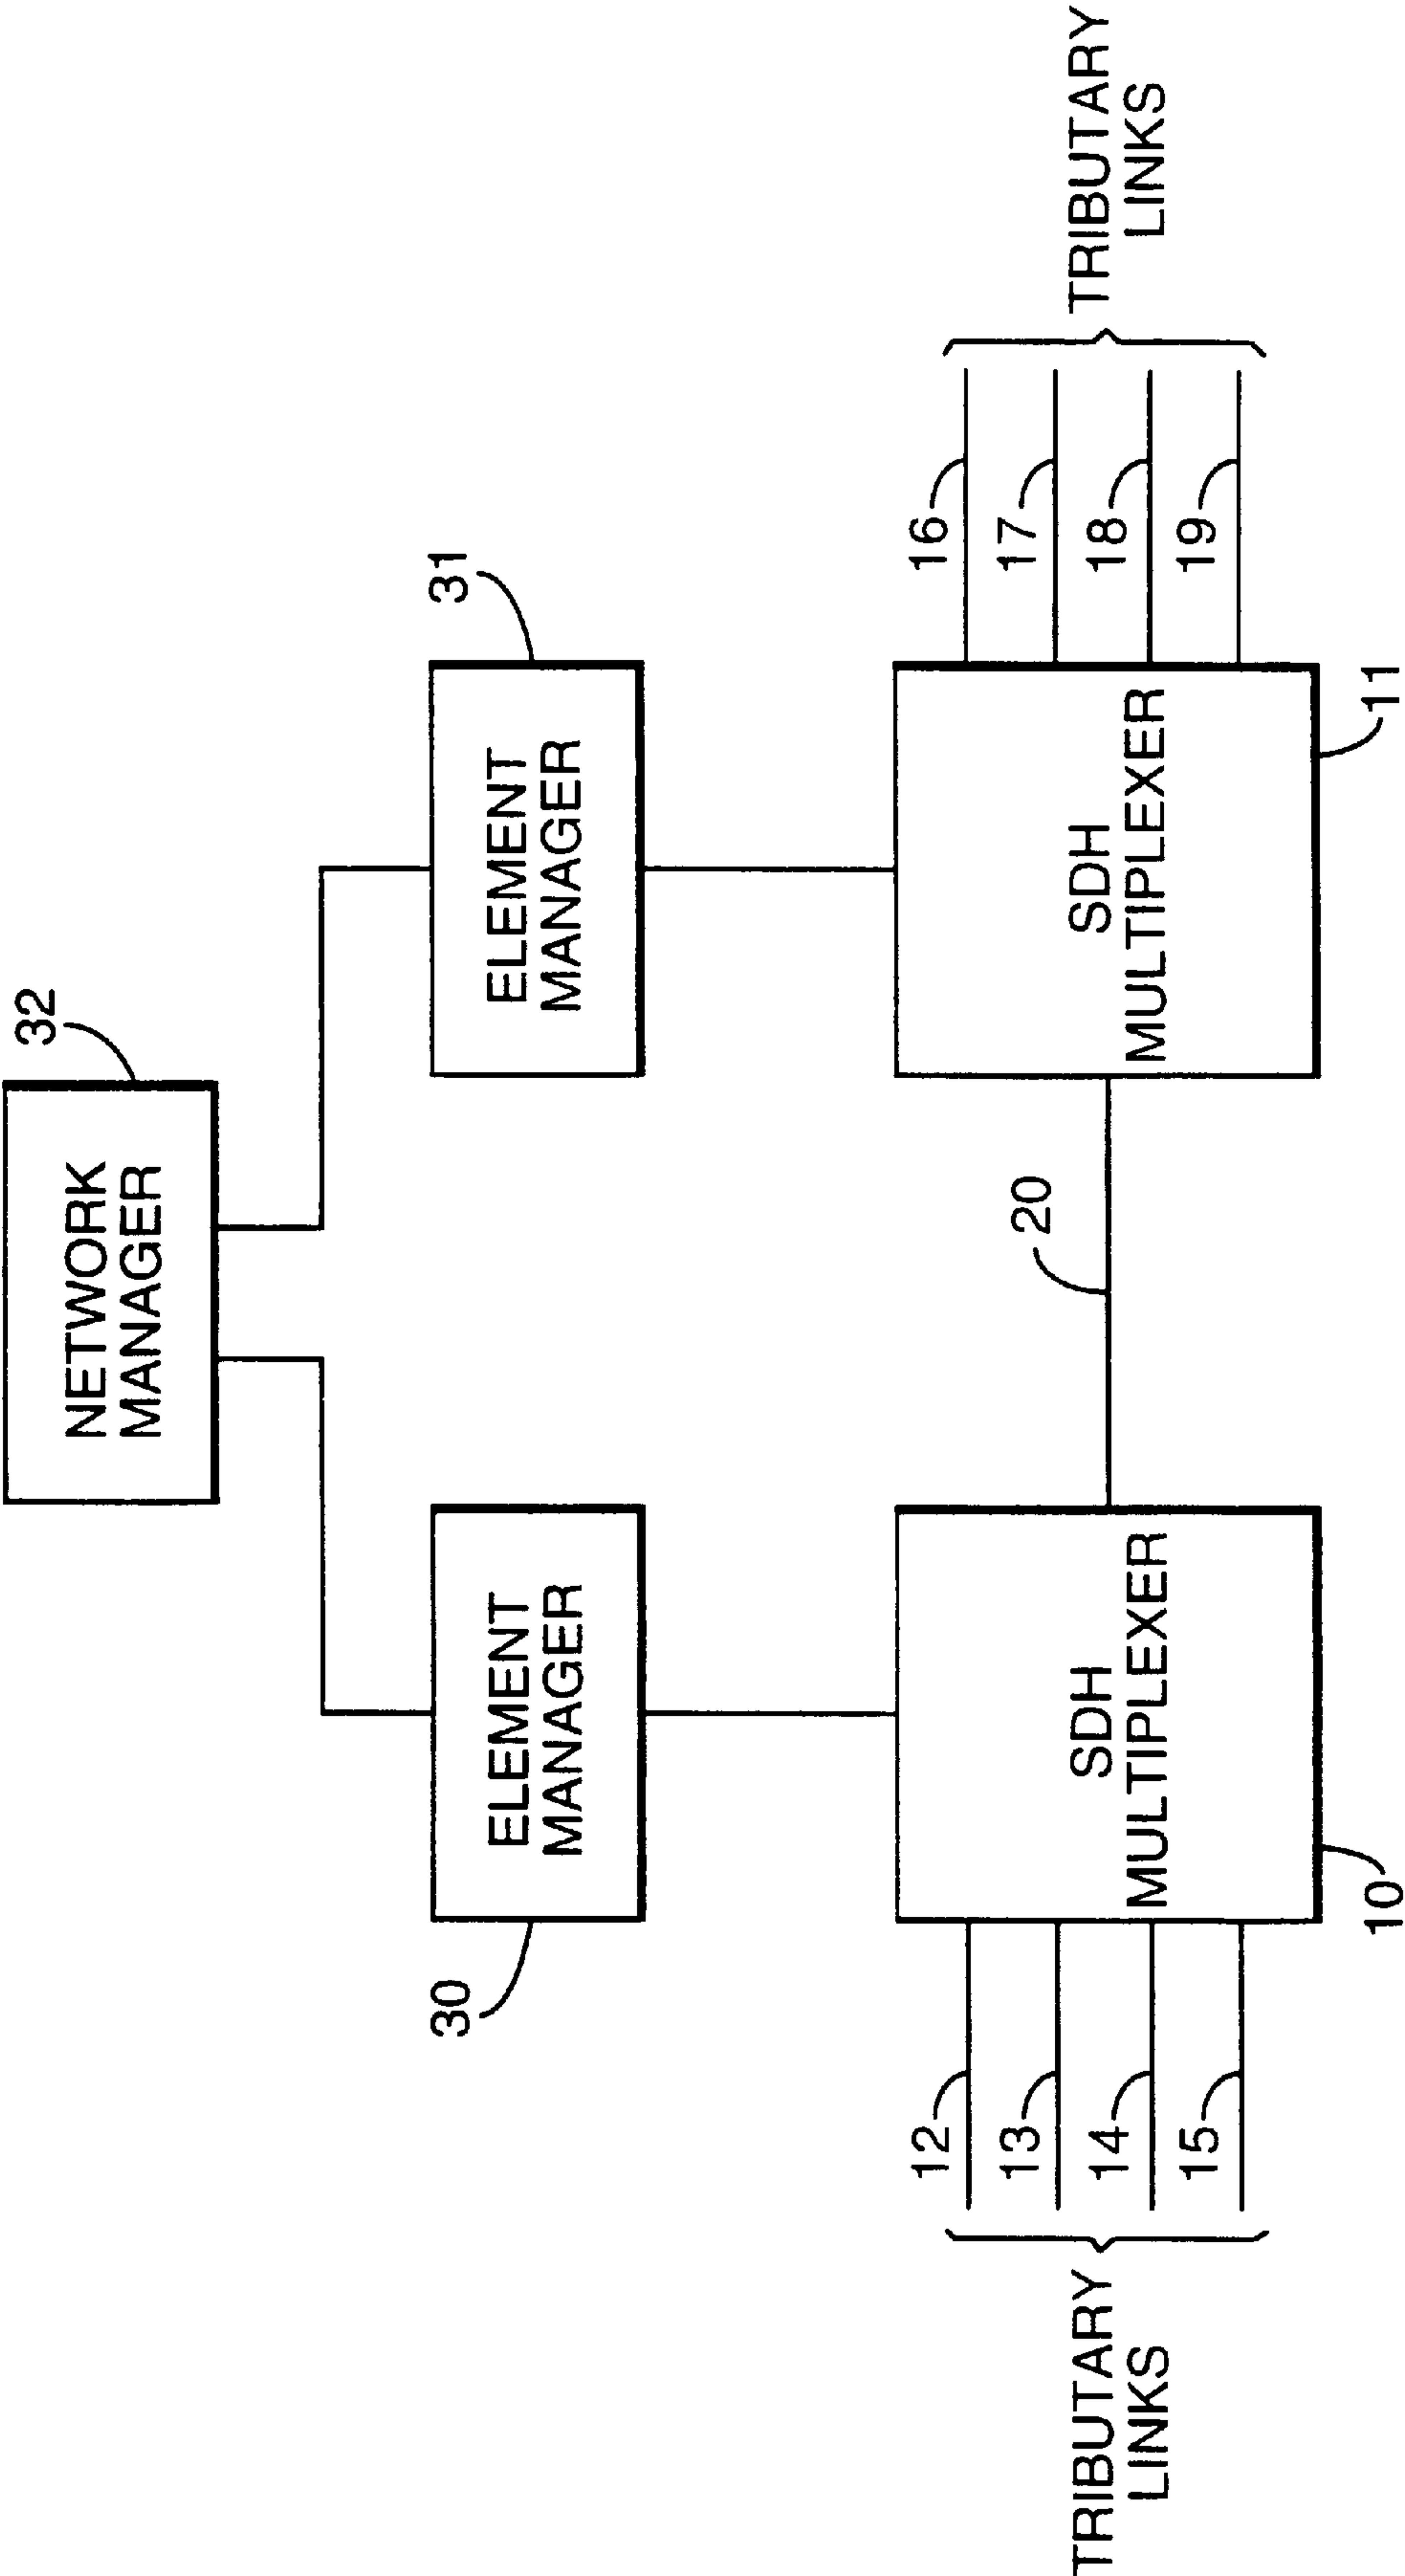 32
NETWORK
MANAGER
30
ELEMENT
MANAGER
31
ELEMENT
MANAGER
12
13
14
15
TRIBUTARY
LINKS
SDH
MULTIPLEXER
10
20
SDH
MULTIPLEXER
11
16
17
18
19
TRIBUTARY
LINKS